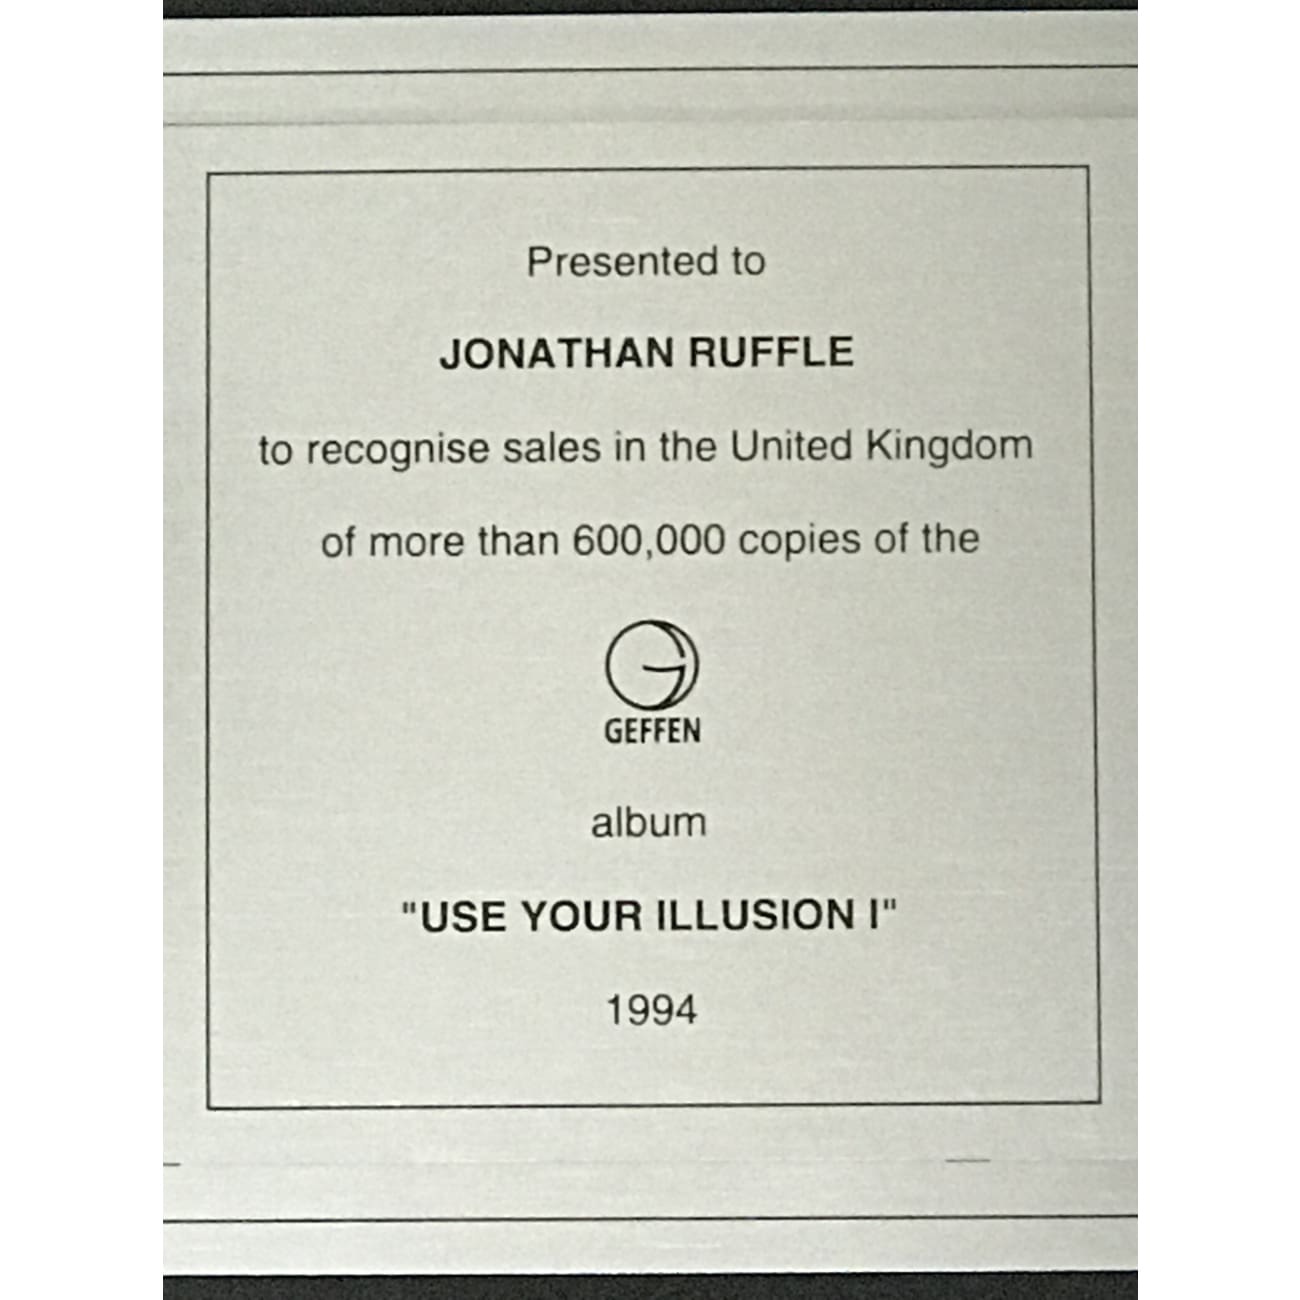 Presented to
JONATHAN RUFFLE
to recognise sales in the United Kingdom
of more than 600,000 copies of the
GEFFEN
album
"USE YOUR ILLUSION I"
1994